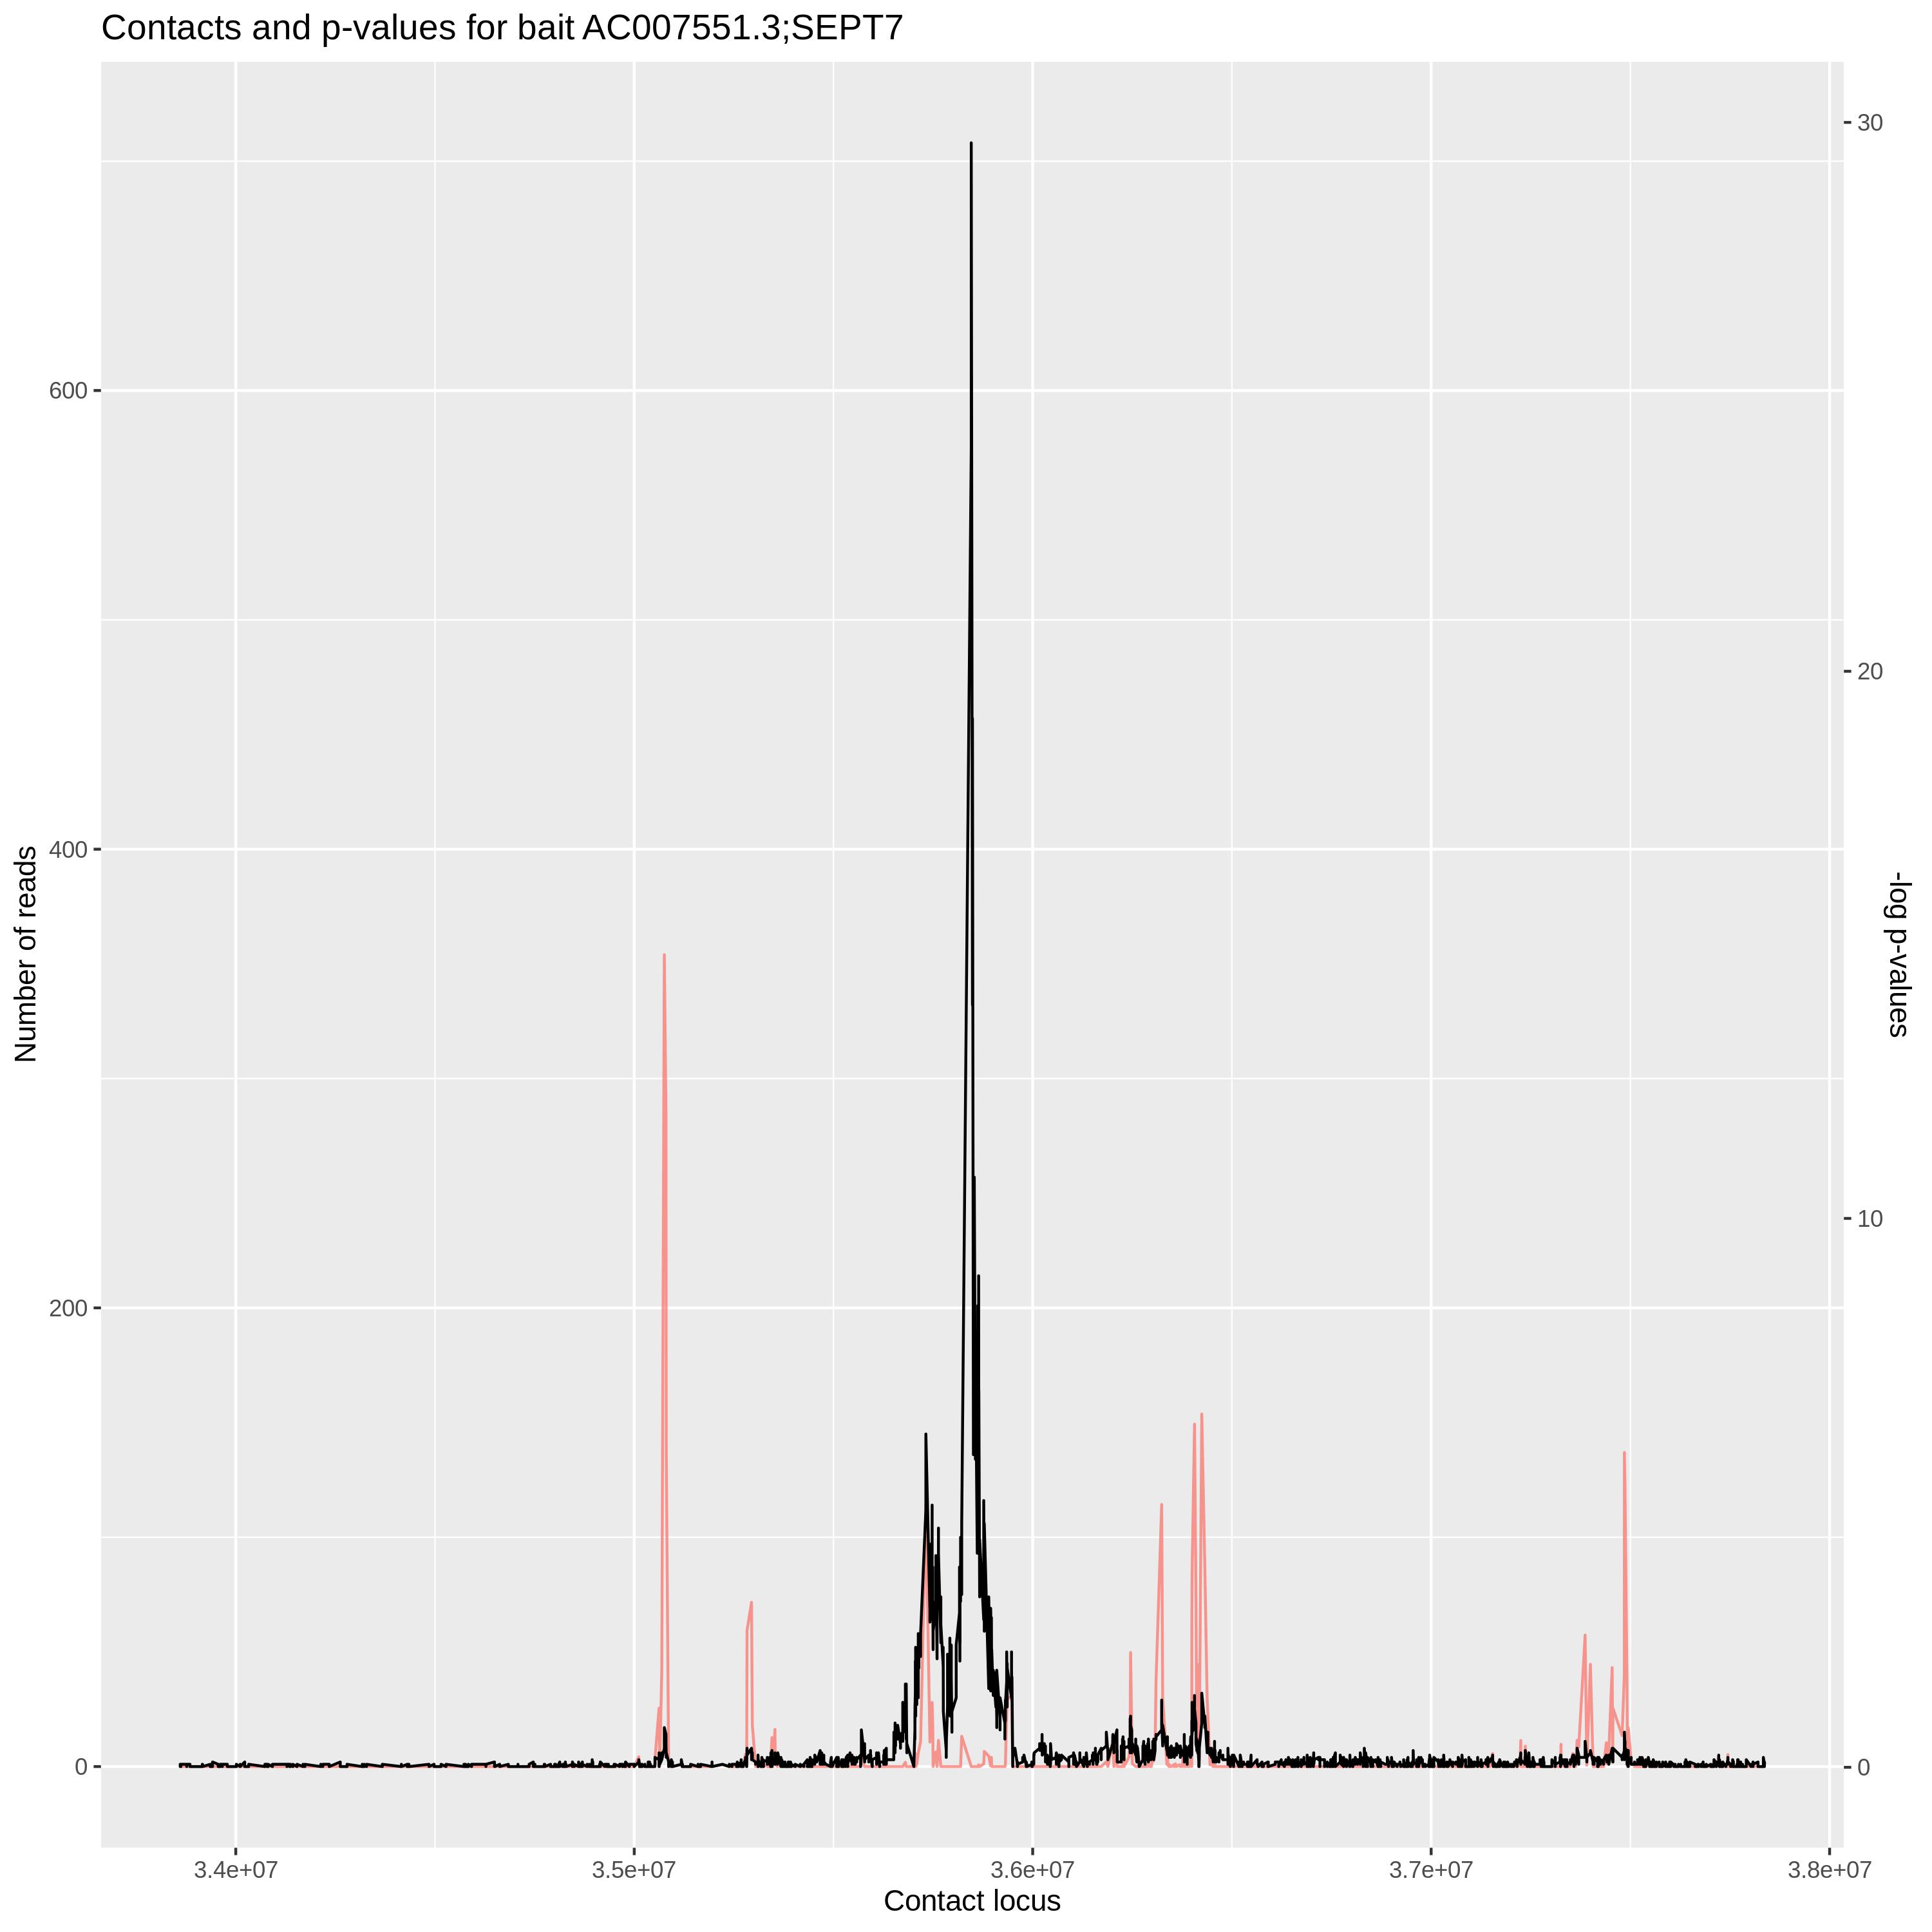 Contacts and p-values for bait AC007551.3;SEPT7
Number of reads
600
400
200
0
30
20
10
0
-log p-values
3.4e+07 3.5e+07 3.6e+07 3.7e+07 3.8e+07
Contact locus